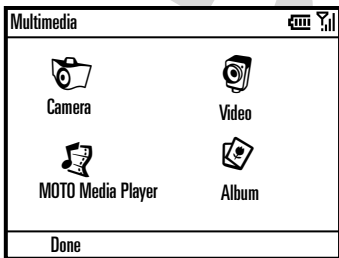 Multimedia
Camera
Video
MOTO Media Player
Album
Done